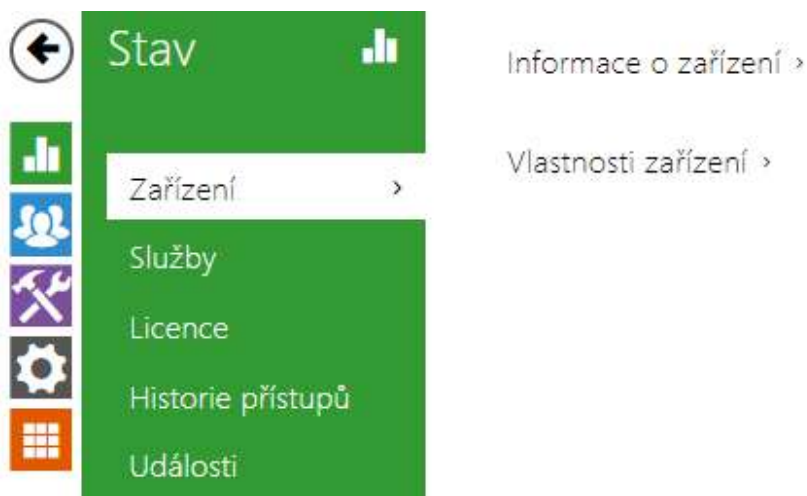 Stav
Zařízení
Služby
Licence
Historie přístupů
Události
Informace o zařízení
Vlastnosti zařízení